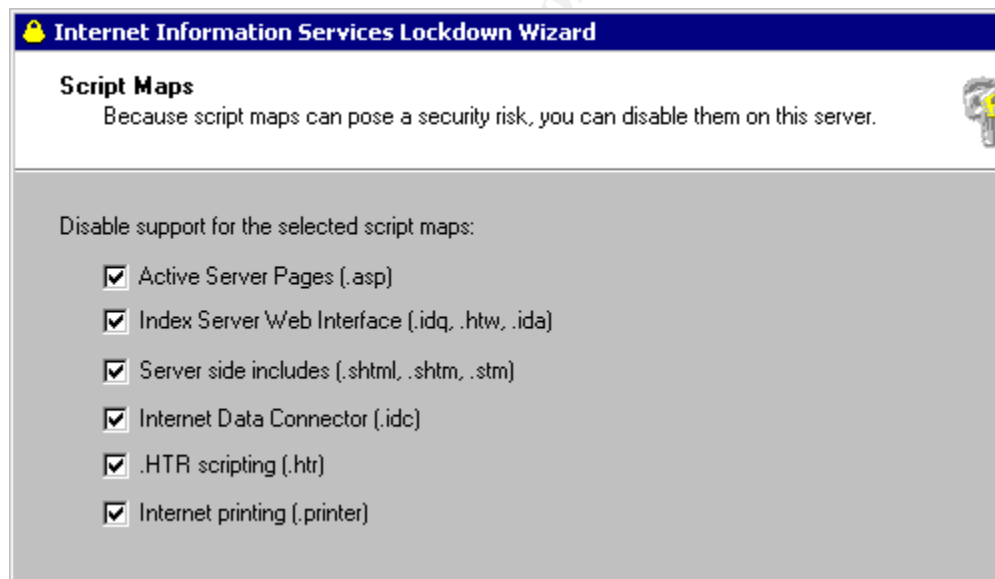 Internet Information Services Lockdown Wizard
Script Maps
Because script maps can pose a security risk, you can disable them on this server.
Disable support for the selected script maps:
Active Server Pages (.asp)
Index Server Web Interface (.idq, .htw, .ida)
Server side includes (.shtml, .shtm, .stm)
Internet Data Connector (.idc)
.HTR scripting (.htr)
Internet printing (.printer)